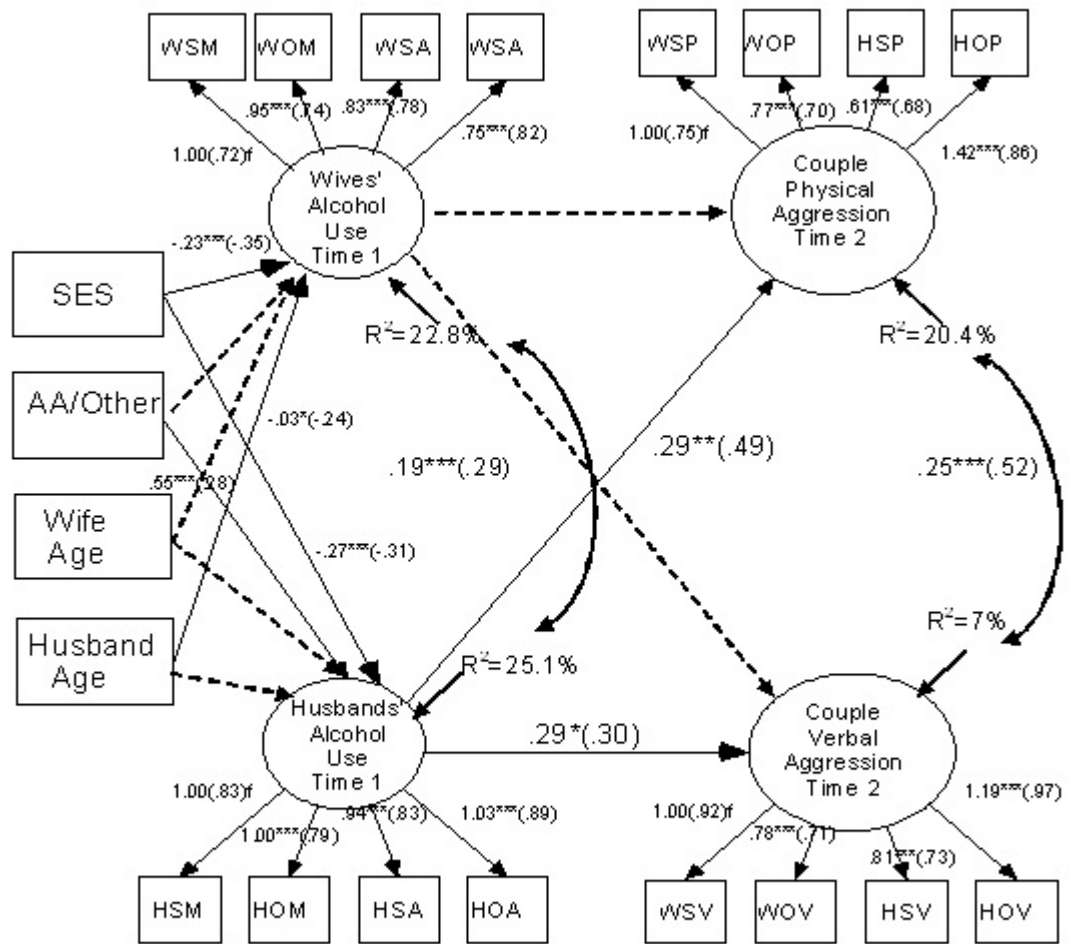 WSM
WOM
WSA
WSA
WSP
WOP
HSP
HOP
.95***(.74)
.83***(.78)
.75***(.82)
1.00(.72)f
.77***(.70)
.61***(.68)
1.00(.75)f
1.42***(.86)
Wives'
Alcohol
Use
Time 1
Couple
Physical
Aggression
Time 2
-.23***(-.35)
SES
R²=22.8%
R²=20.4%
AA/Other
-.03*(-.24)
.19***(.29)
.29**(.49)
.25***(.52)
.55***(.28)
Wife
Age
-.27***(-.31)
Husband
Age
R²=25.1%
R²=7%
Husbands'
Alcohol
Use
Time 1
.29*(.30)
Couple
Verbal
Aggression
Time 2
1.00(.83)f
1.00***(.79)
.94***(.83)
1.03***(.89)
1.00(.92)f
.78***(.71)
.81***(.73)
1.19***(.97)
HSM
HOM
HSA
HOA
WSV
WOV
HSV
HOV